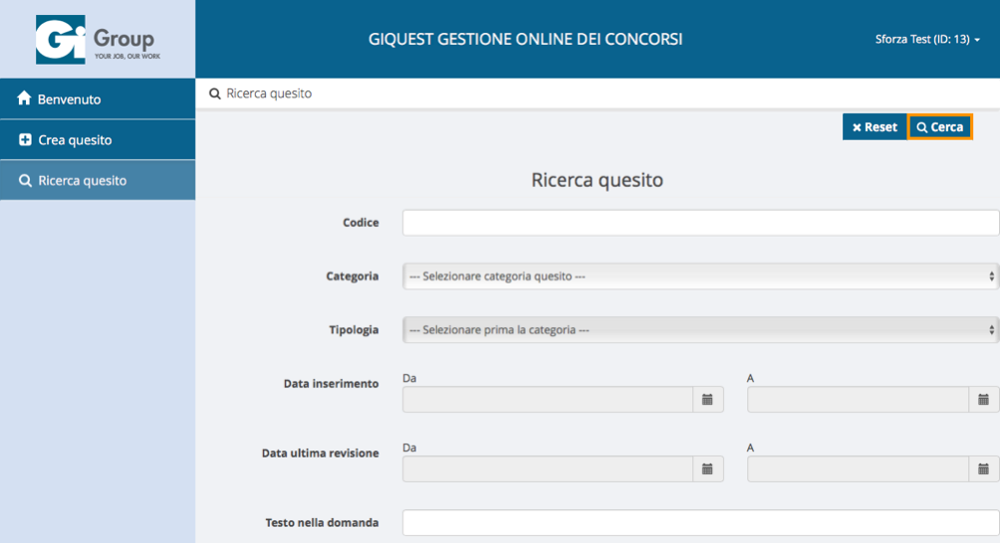 Gi Group
YOUR JOB, OUR WORK
GIQUEST GESTIONE ONLINE DEI CONCORSI
Sforza Test (ID: 13)
Benvenuto
Crea quesito
Ricerca quesito
Ricerca quesito
Reset
Cerca
Ricerca quesito
Codice
Categoria
--- Selezionare categoria quesito ---
Tipologia
--- Selezionare prima la categoria ---
Data inserimento
Da
A
Data ultima revisione
Da
A
Testo nella domanda